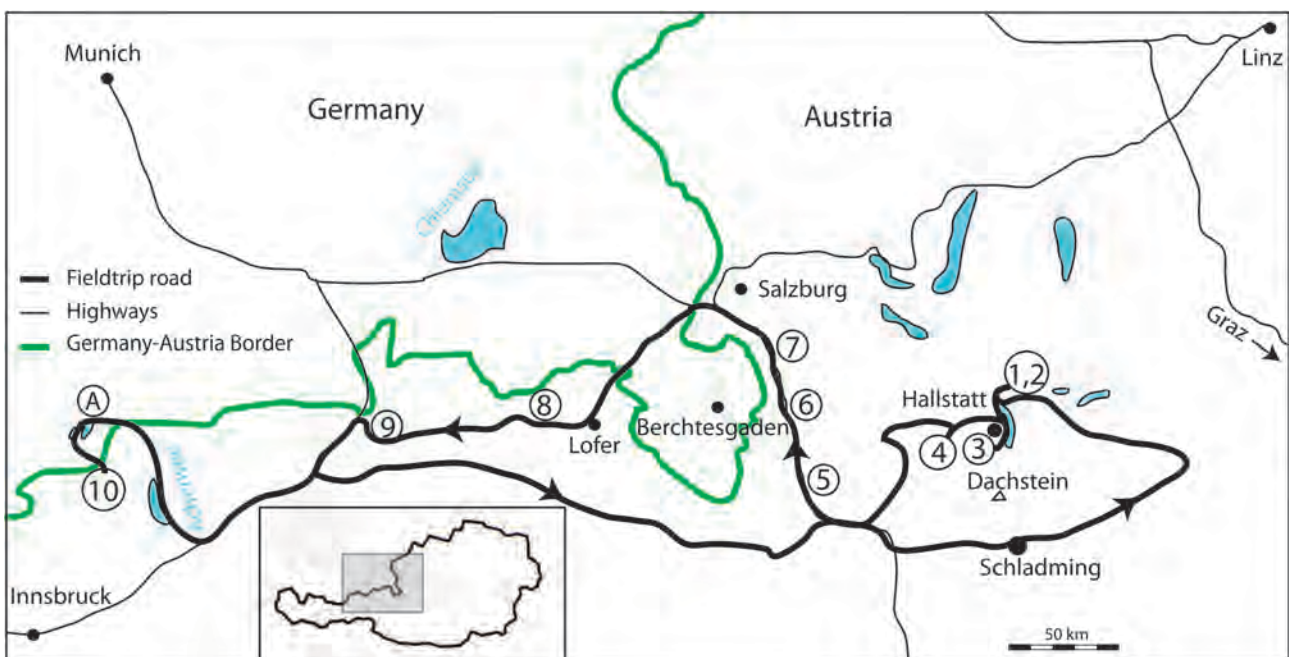 Munich
Linz
Germany
Austria
Chiemsee
Fieldtrip road
Highways
Germany-Austria Border
Salzburg
Graz
A
7
1,2
Hallstatt
8
6
9
Lofer
Berchtesgaden
4
3
10
5
Dachstein
Schladming
Innsbruck
50 km